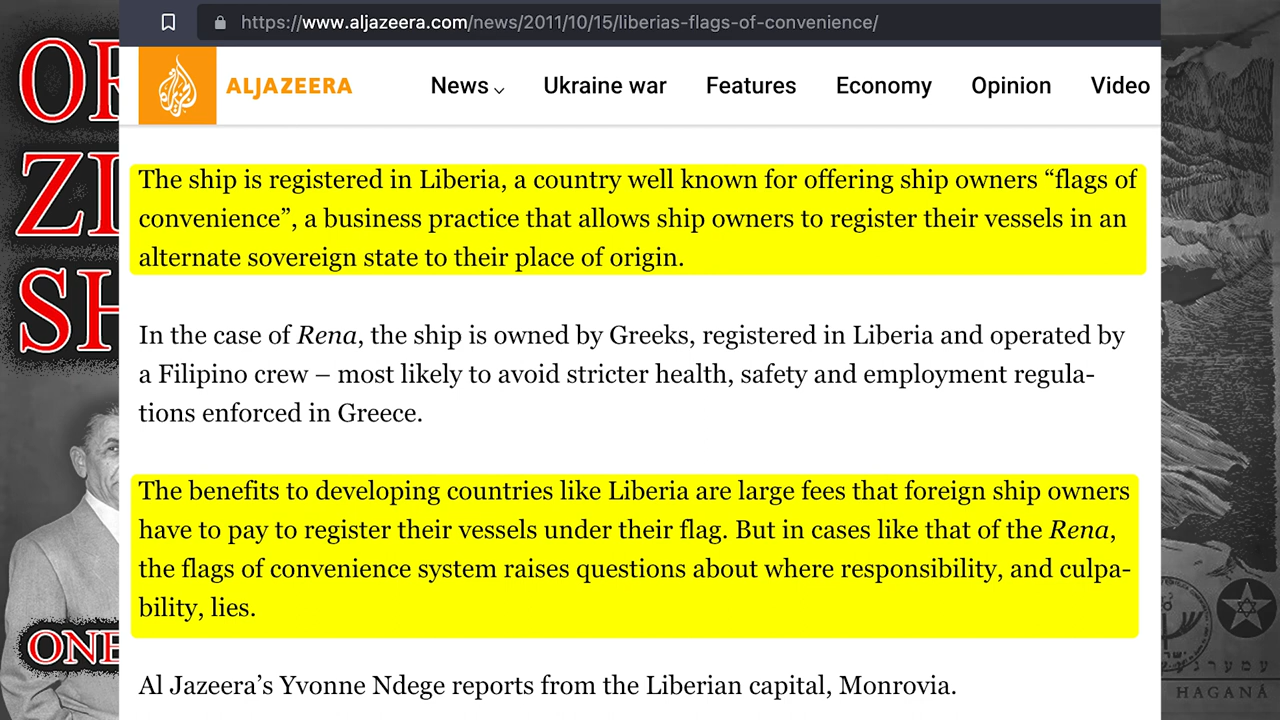 https://www.aljazeera.com/news/2011/10/15/liberias-flags-of-convenience/
ALJAZEERA
News
Ukraine war
Features
Economy
Opinion
Video
The ship is registered in Liberia, a country well known for offering ship owners “flags of
convenience”, a business practice that allows ship owners to register their vessels in an
alternate sovereign state to their place of origin.
In the case of Rena, the ship is owned by Greeks, registered in Liberia and operated by
a Filipino crew – most likely to avoid stricter health, safety and employment regula-
tions enforced in Greece.
The benefits to developing countries like Liberia are large fees that foreign ship owners
have to pay to register their vessels under their flag. But in cases like that of the Rena,
the flags of convenience system raises questions about where responsibility, and culpa-
bility, lies.
Al Jazeera’s Yvonne Ndege reports from the Liberian capital, Monrovia.
ZI
SH
ONE
HAGANÁ